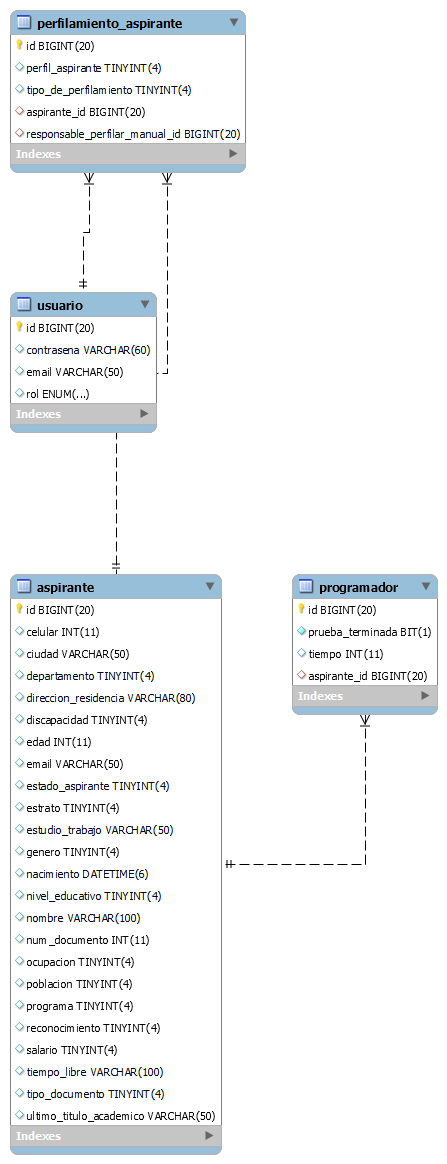 perfilamiento_aspirante
id BIGINT(20)
perfil_aspirante TINYINT(4)
tipo_de_perfilamiento TINYINT(4)
aspirante_id BIGINT(20)
responsable_perfilar_manual_id BIGINT(20)
Indexes
usuario
id BIGINT(20)
contrasena VARCHAR(60)
email VARCHAR(50)
rol ENUM(...)
Indexes
aspirante
id BIGINT(20)
celular INT(11)
ciudad VARCHAR(50)
departamento TINYINT(4)
direccion_residencia VARCHAR(80)
discapacidad TINYINT(4)
edad INT(11)
email VARCHAR(50)
estado_aspirante TINYINT(4)
estrato TINYINT(4)
estudio_trabajo VARCHAR(50)
genero TINYINT(4)
nacimiento DATETIME(6)
nivel_educativo TINYINT(4)
nombre VARCHAR(100)
num_documento INT(11)
ocupacion TINYINT(4)
poblacion TINYINT(4)
programa TINYINT(4)
reconocimiento TINYINT(4)
salario TINYINT(4)
tiempo_libre VARCHAR(100)
tipo_documento TINYINT(4)
ultimo_titulo_academico VARCHAR(50)
Indexes
programador
id BIGINT(20)
prueba_terminada BIT(1)
tiempo INT(11)
aspirante_id BIGINT(20)
Indexes